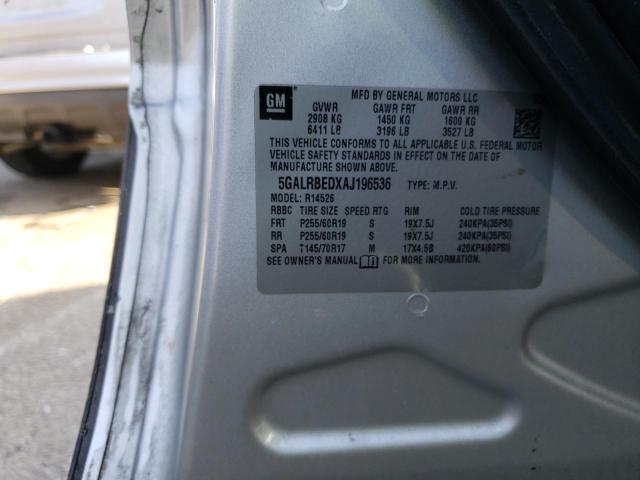 GM
MFD BY GENERAL MOTORS LLC
GVWR GAWR FRT GAWR RR
2908 KG 1450 KG 1600 KG
6411 LB 3196 LB 3527 LB
THIS VEHICLE CONFORMS TO ALL APPLICABLE U.S. FEDERAL MOTOR
VEHICLE SAFETY STANDARDS IN EFFECT ON THE DATE OF
MANUFACTURE SHOWN ABOVE.
5GALRBEDXAJ196536 TYPE: M.P.V.
MODEL: R14526
RBBC TIRE SIZE SPEED RTG RIM COLD TIRE PRESSURE
FRT P255/60R19 S 19X7.5J 240KPA(35PSI)
RR P255/60R19 S 19X7.5J 240KPA(35PSI)
SPA T145/70R17 M 17X4.5B 420KPA(60PSI)
SEE OWNER'S MANUAL FOR MORE INFORMATION.